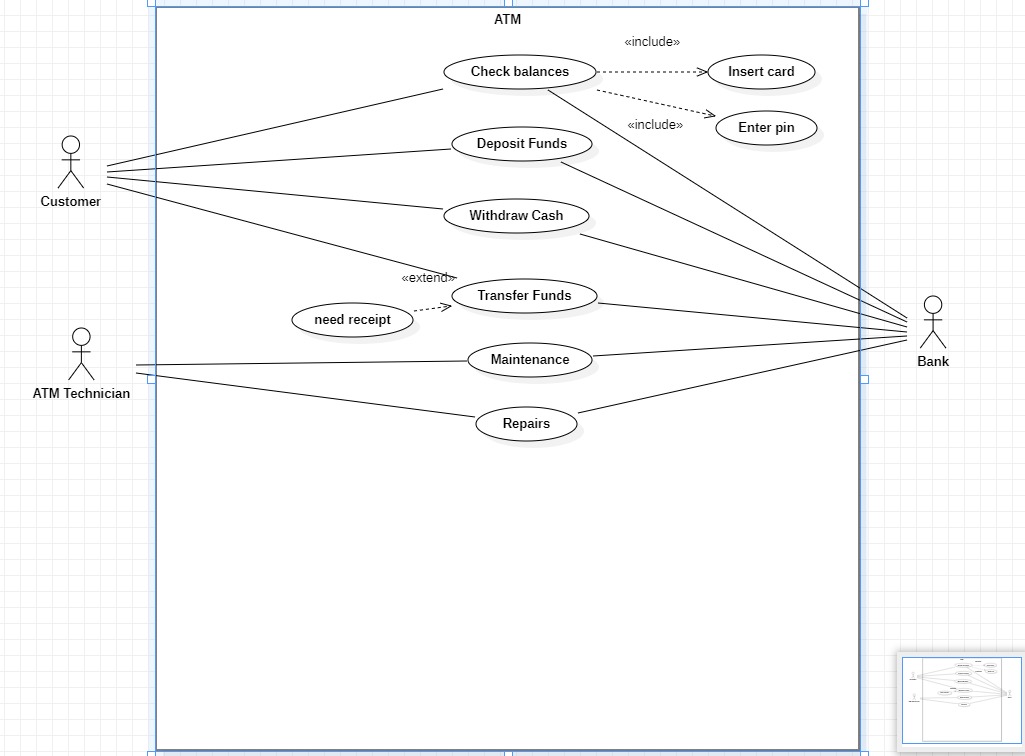 ATM
«include»
Check balances
Insert card
«include»
Enter pin
Deposit Funds
Customer
Withdraw Cash
«extend»
Transfer Funds
need receipt
Maintenance
Bank
ATM Technician
Repairs